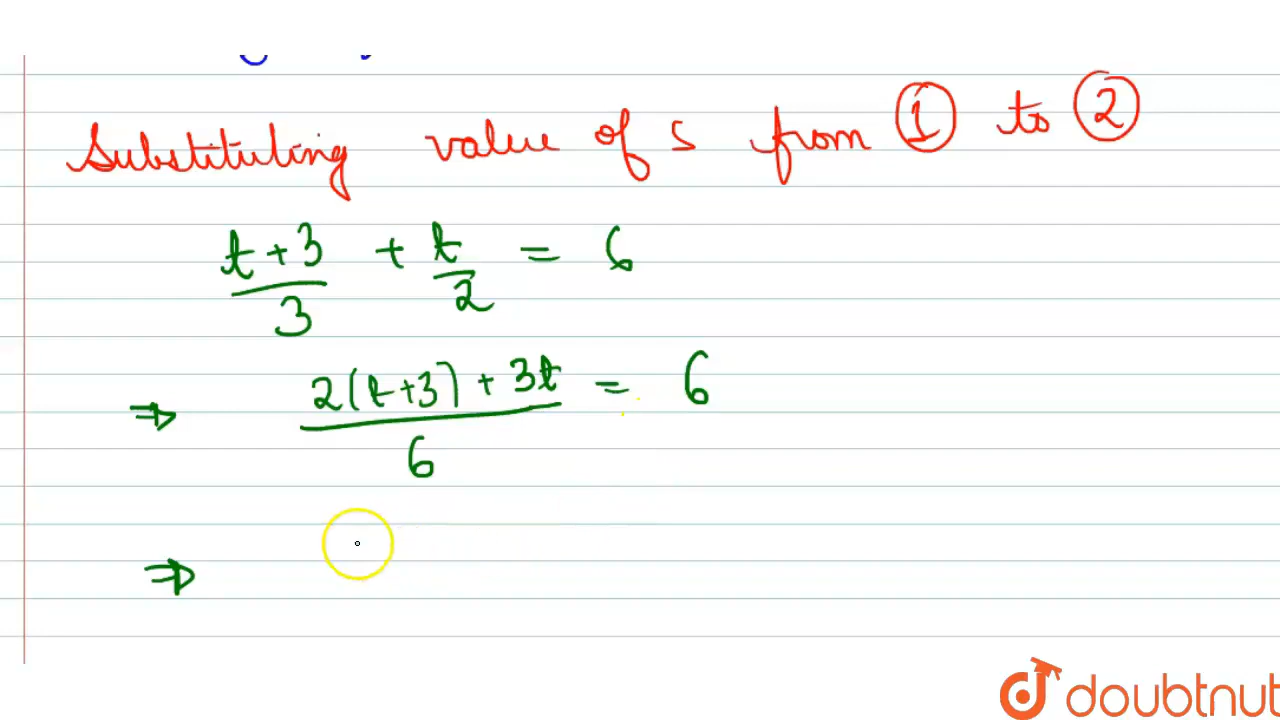 Substituting value of s from ① to ②
t+3/3 + t/2 = 6
⇒ 2(t+3)+3t/6 = 6
⇒
doubtnut